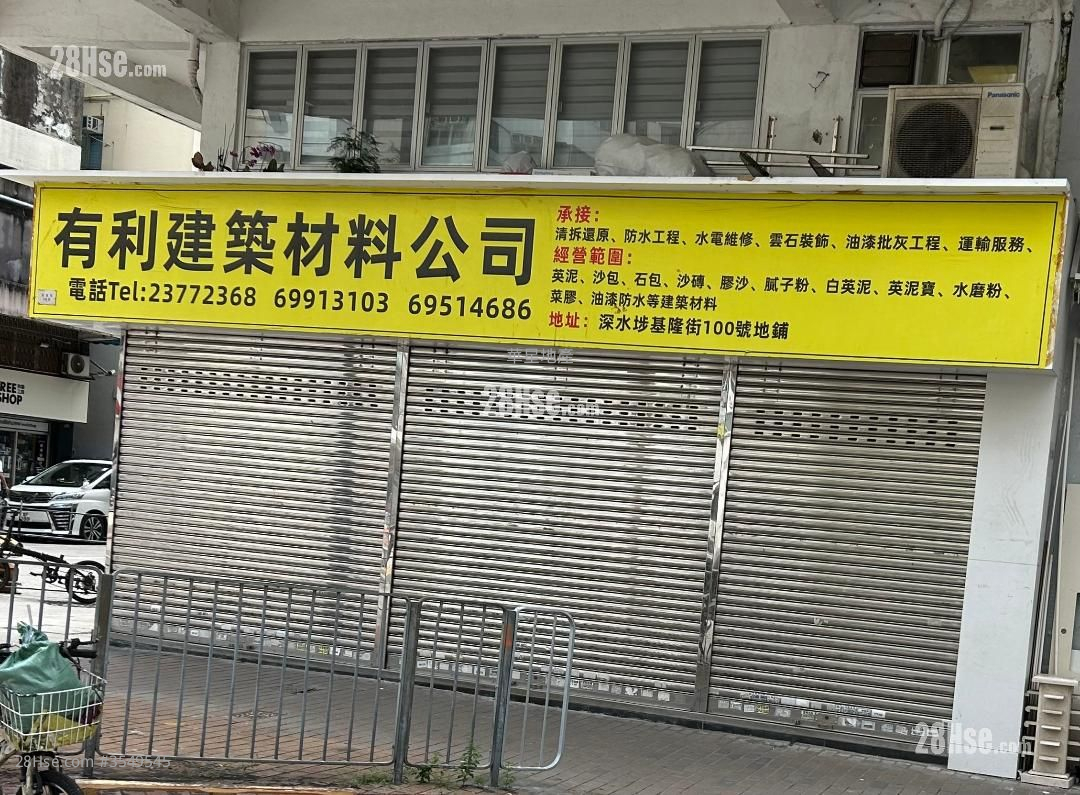 28Hse.com
Panasonic
有利建築材料公司
電話Tel:23772368 69913103 69514686
承接：
清拆還原、防水工程、水電維修、雲石裝飾、油漆批灰工程、運輸服務、
經營範圍：
英泥、沙包、石包、沙磚、膠沙、膩子粉、白英泥、英泥寶、水磨粉、
菜膠、油漆防水等建築材料
地址：深水埗基隆街100號地鋪
REE
SHOP
28Hse.com
28Hse.com
28Hse.com #3549545